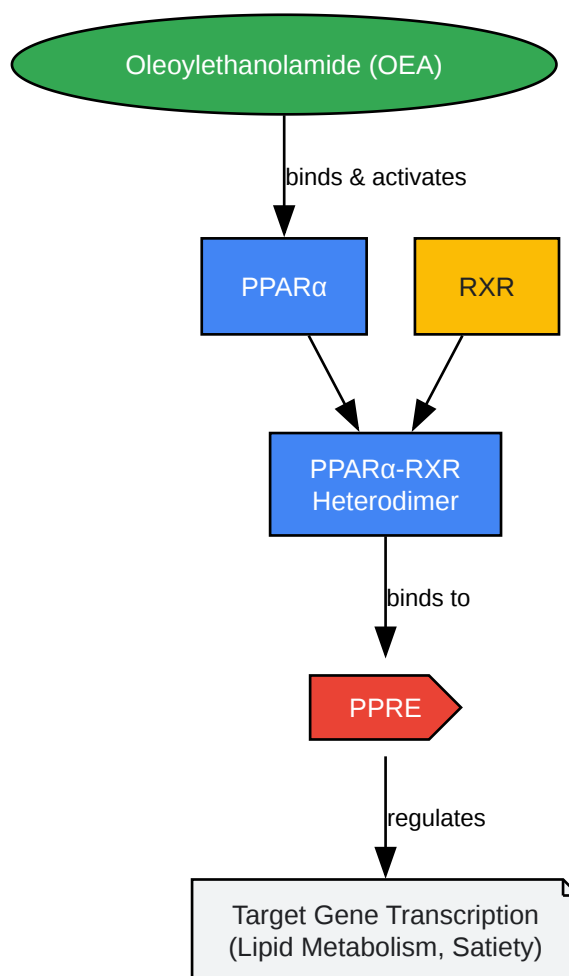 Oleoylethanolamide (OEA)
binds & activates
PPARα
RXR
PPARα-RXR
Heterodimer
binds to
PPRE
regulates
Target Gene Transcription
(Lipid Metabolism, Satiety)